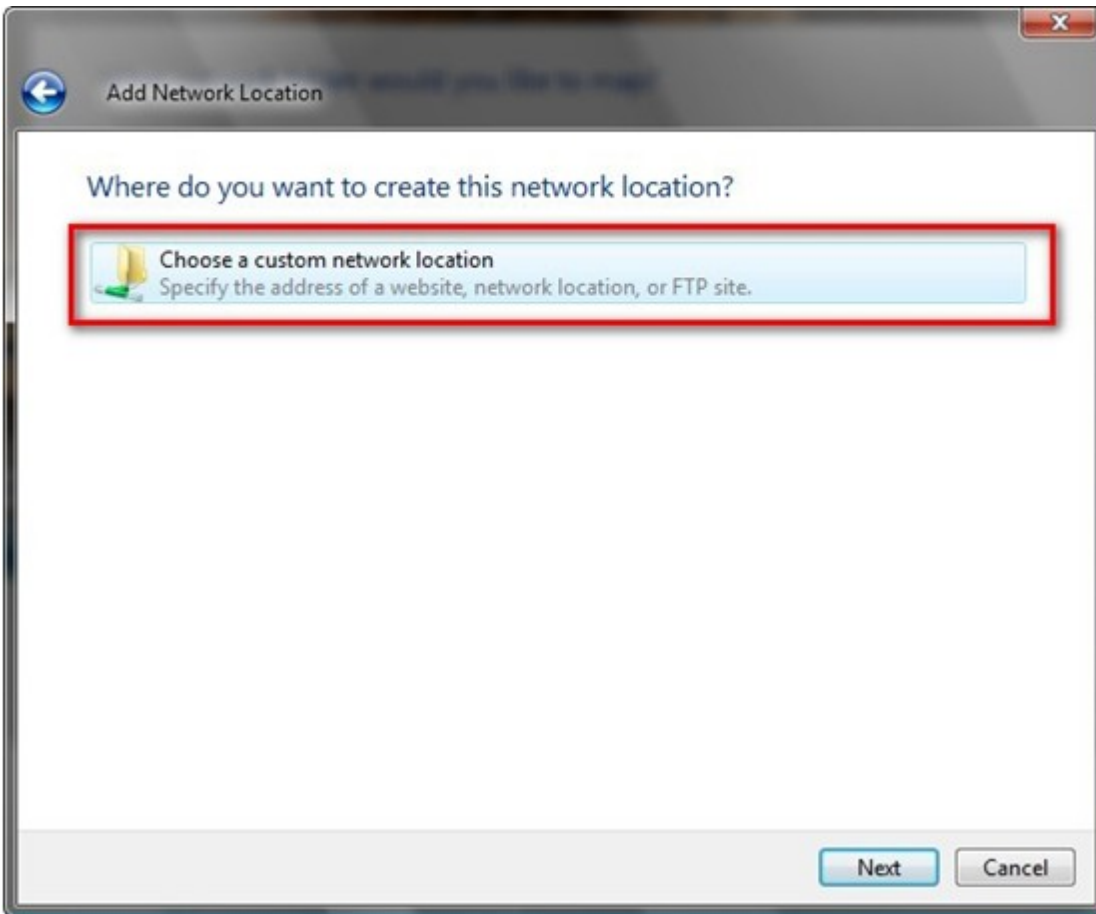 Add Network Location
Where do you want to create this network location?
Choose a custom network location
Specify the address of a website, network location, or FTP site.
Next
Cancel